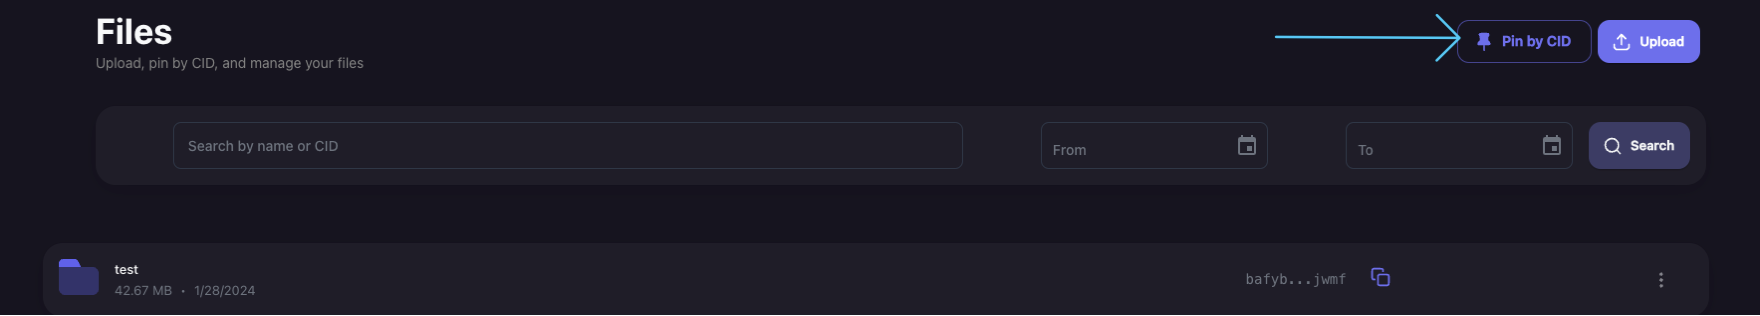 Files
Upload, pin by CID, and manage your files
Pin by CID
Upload
Search by name or CID
From
To
Search
test
42.67 MB • 1/28/2024
bafyb...jwmf